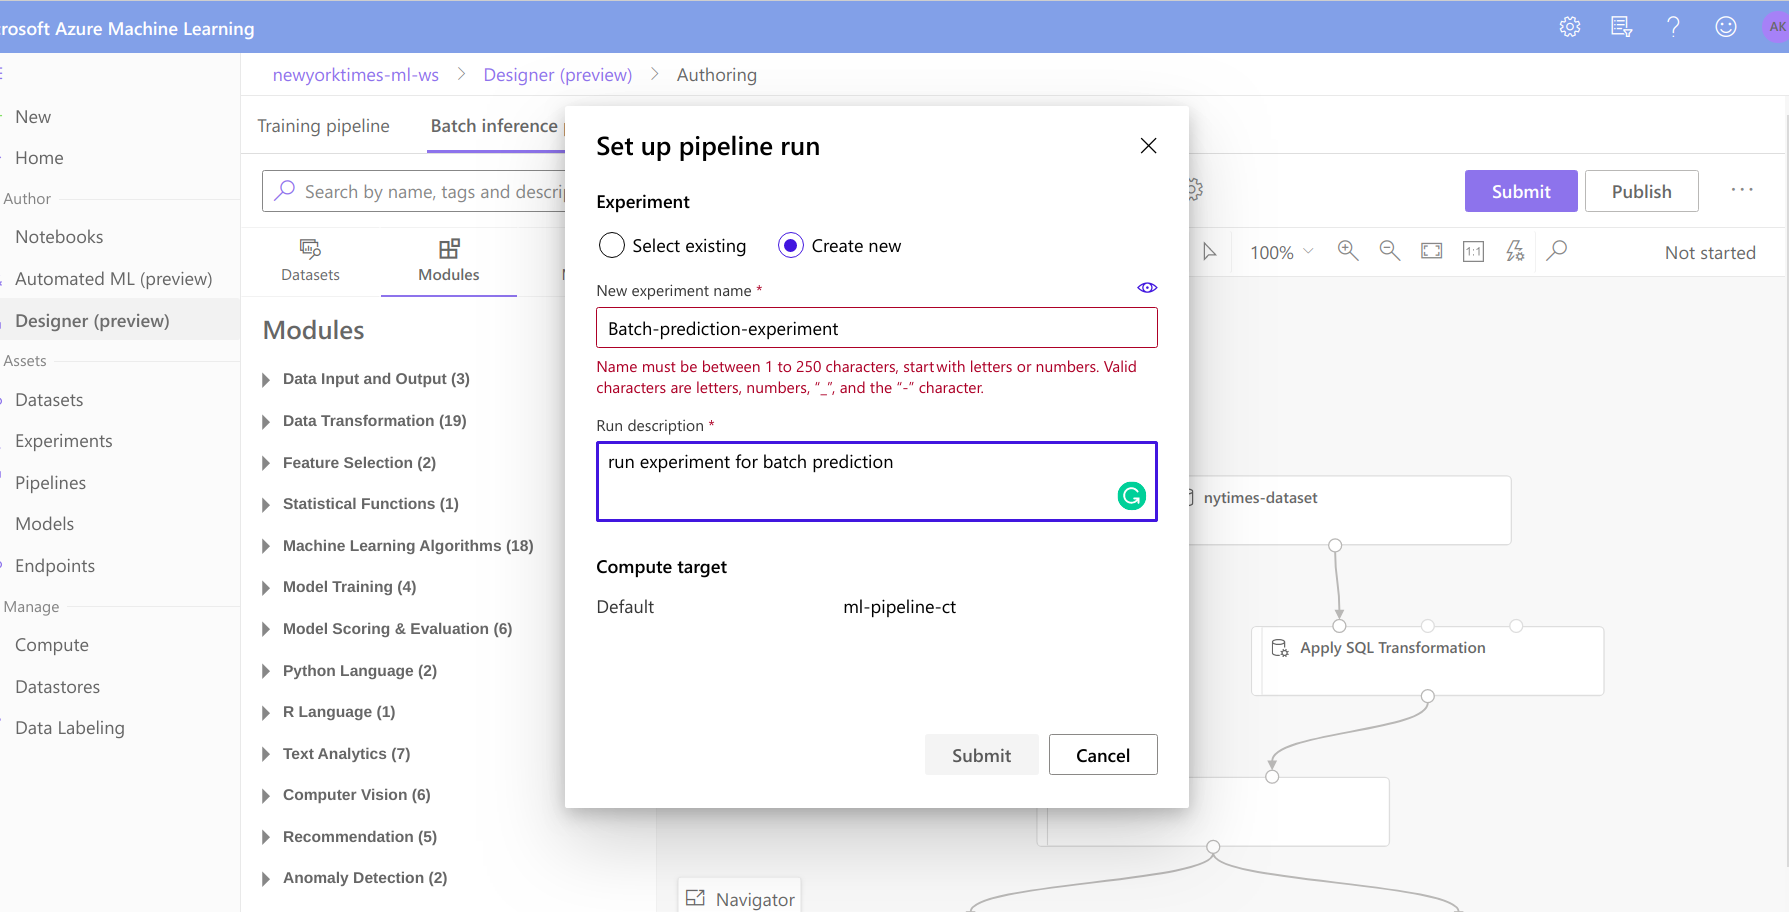 rosoft Azure Machine Learning
AK
newyorktimes-ml-ws > Designer (preview) > Authoring
New
Home
Author
Notebooks
Automated ML (preview)
Designer (preview)
Assets
Datasets
Experiments
Pipelines
Models
Endpoints
Manage
Compute
Datastores
Data Labeling
Training pipeline
Batch inference
Search by name, tags and descri
Submit
Publish
...
Datasets
Modules
100%
1:1
Not started
Modules
Data Input and Output (3)
Data Transformation (19)
Feature Selection (2)
Statistical Functions (1)
Machine Learning Algorithms (18)
Model Training (4)
Model Scoring & Evaluation (6)
Python Language (2)
R Language (1)
Text Analytics (7)
Computer Vision (6)
Recommendation (5)
Anomaly Detection (2)
Set up pipeline run
Experiment
Select existing
Create new
New experiment name *
Batch-prediction-experiment
Name must be between 1 to 250 characters, start with letters or numbers. Valid
characters are letters, numbers, “_”, and the “-” character.
Run description *
run experiment for batch prediction
Compute target
Default
ml-pipeline-ct
Submit
Cancel
nytimes-dataset
Apply SQL Transformation
Navigator